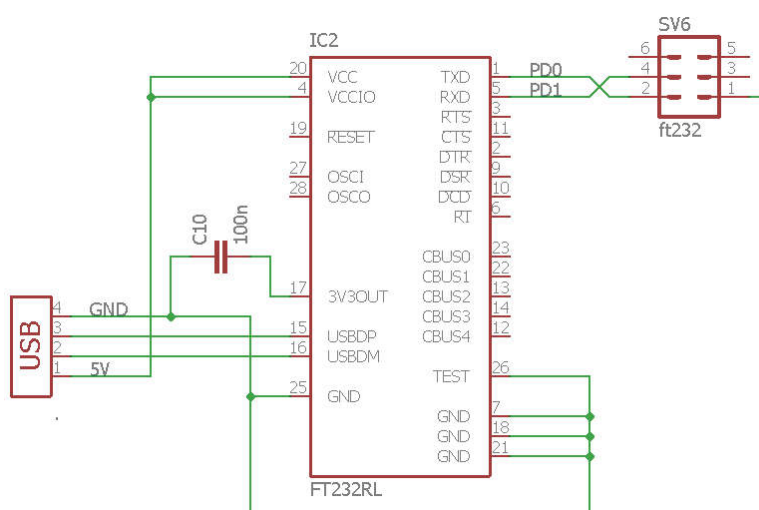 SV6
IC2
6 5
20 VCC TXD 1 PD0 4 3
4 VCCIO RXD 5 PD1 2 1
RTS 3
19 RESET CTS 11 ft232
DTR 2
27 OSCI DSR 9
28 OSCO DCD 10
RT 6
C10 100n
CBUS0 23
CBUS1 22
17 3V3OUT CBUS2 13
4 GND CBUS3 14
USB 3 15 USBDP CBUS4 12
2 16 USBDM
1 5V TEST 26
25 GND
GND 7
GND 18
GND 21
FT232RL